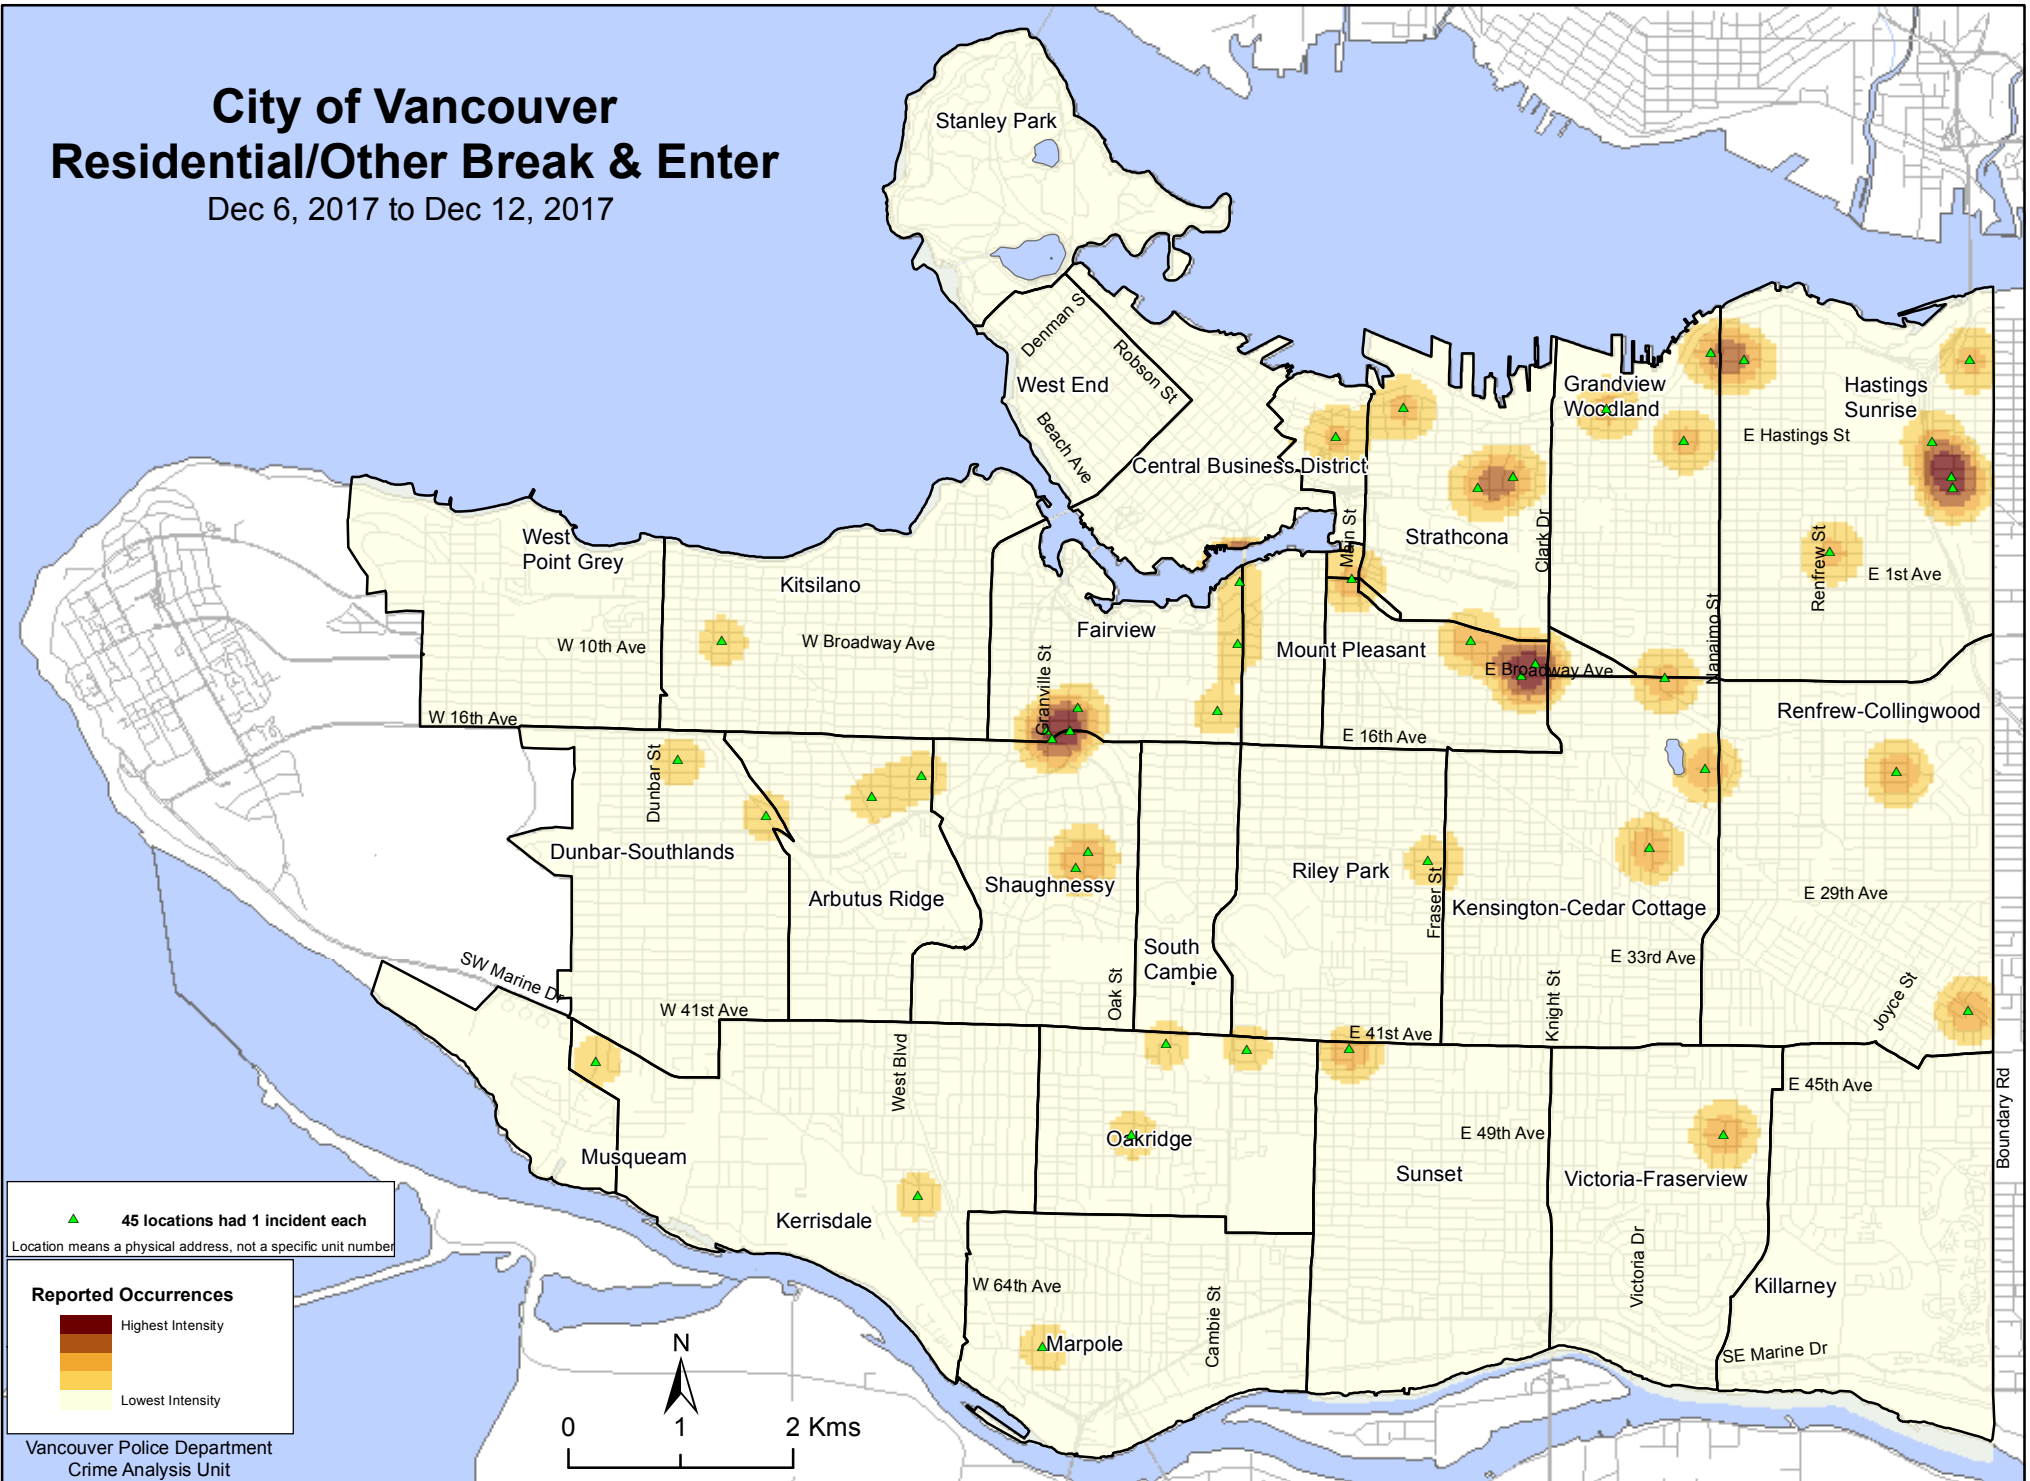 City of Vancouver
Residential/Other Break & Enter
Dec 6, 2017 to Dec 12, 2017
Stanley Park
Denman St
Robson St
West End
Beach Ave
Central Business District
Grandview
Woodland
Hastings
Sunrise
E Hastings St
Main St
Strathcona
Clark Dr
Renfrew St
E 1st Ave
Nanaimo St
West
Point Grey
Kitsilano
W 10th Ave
W Broadway Ave
Fairview
Granville St
Mount Pleasant
E Broadway Ave
W 16th Ave
E 16th Ave
Renfrew-Collingwood
Dunbar St
Dunbar-Southlands
Arbutus Ridge
Shaughnessy
Riley Park
Fraser St
Kensington-Cedar Cottage
E 29th Ave
South
Cambie
E 33rd Ave
SW Marine Dr
W 41st Ave
Oak St
Knight St
Joyce St
E 41st Ave
West Blvd
E 45th Ave
Boundary Rd
Musqueam
Oakridge
E 49th Ave
Sunset
Victoria-Fraserview
Kerrisdale
W 64th Ave
Cambie St
Victoria Dr
Killarney
Marpole
SE Marine Dr
45 locations had 1 incident each
Location means a physical address, not a specific unit number
Reported Occurrences
Highest Intensity
Lowest Intensity
Vancouver Police Department
Crime Analysis Unit
N
0 1 2 Kms